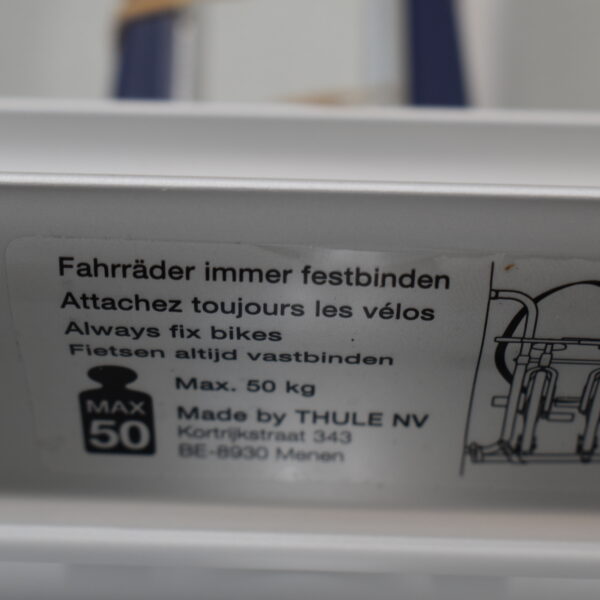 Fahrräder immer festbinden
Attachez toujours les vélos
Always fix bikes
Fietsen altijd vastbinden
Max. 50 kg
MAX
50
Made by THULE NV
Kortrijkstraat 343
BE-8930 Menen